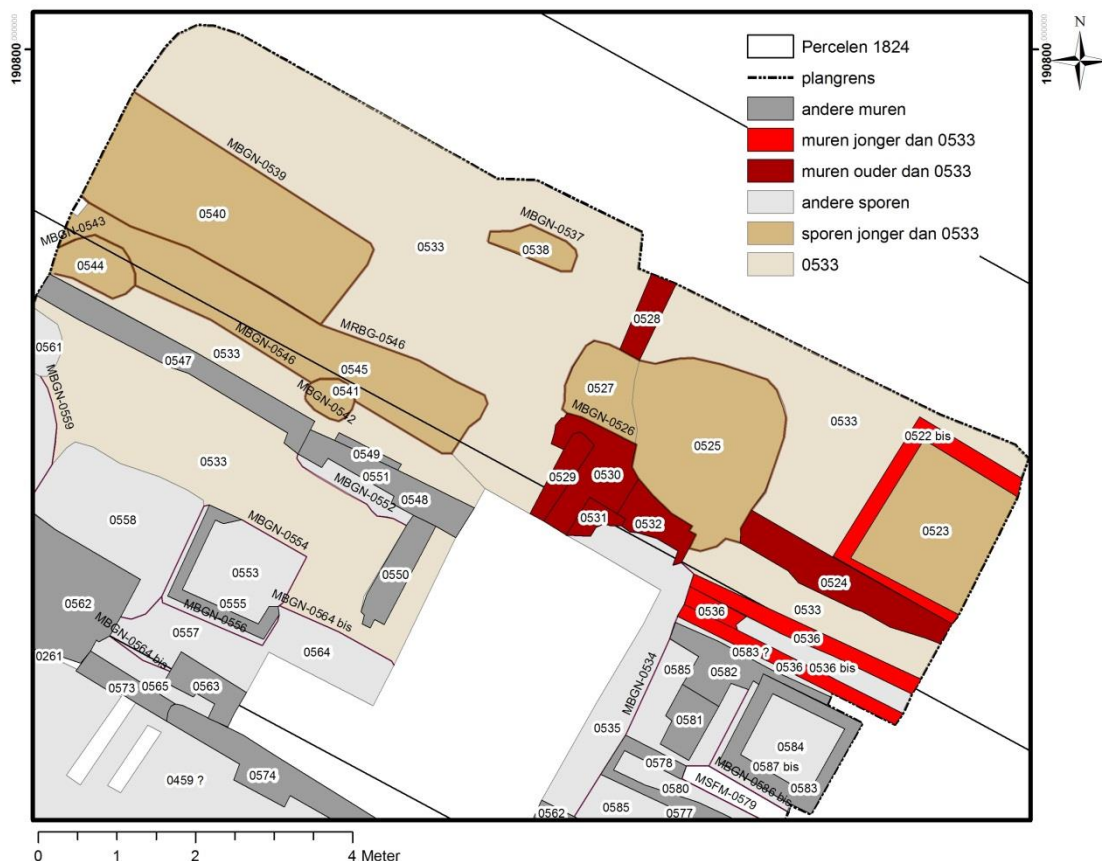 190800,000000
190800,000000
N
Percelen 1824
plangrens
andere muren
muren jonger dan 0533
muren ouder dan 0533
andere sporen
sporen jonger dan 0533
0533
MBGN-0539
0540
MBGN-0537
0538
0533
MBGN-0543
0544
0528
MRBG-0546
MBGN-0546
0533
0547
0545
0541
MBGN-0542
0561
MBGN-0559
0527
MBGN-0526
0525
0533
0522 bis
0523
0533
0549
0551
MBGN-0552
0548
0529
0530
0531
0532
0558
MBGN-0554
0553
0555
MBGN-0556
0550
0524
0533
0562
MBGN-0564 bis
0557
MBGN-0564 bis
0564
0536
0536
0583 ?
0536
0536 bis
0261
0573
0565
0563
MBGN-0534
0585
0582
0581
0535
0584
0587 bis
0583
MBGN-0586 bis
0578
MSFM-0579
0580
0459 ?
0574
0562
0585
0577
0 1 2 4 Meter